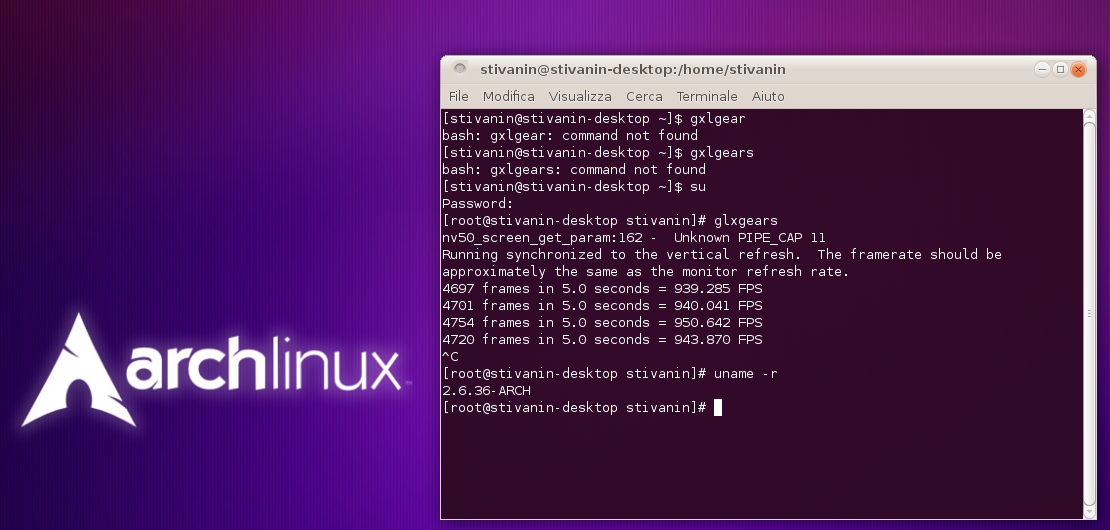 stivanin@stivanin-desktop:/home/stivanin
File Modifica Visualizza Cerca Terminale Aiuto
[stivanin@stivanin-desktop ~]$ gxlgear
bash: gxlgear: command not found
[stivanin@stivanin-desktop ~]$ gxlgears
bash: gxlgears: command not found
[stivanin@stivanin-desktop ~]$ su
Password:
[root@stivanin-desktop stivanin]# glxgears
nv50_screen_get_param:162 -  Unknown PIPE_CAP 11
Running synchronized to the vertical refresh.  The framerate should be
approximately the same as the monitor refresh rate.
4697 frames in 5.0 seconds = 939.285 FPS
4701 frames in 5.0 seconds = 940.041 FPS
4754 frames in 5.0 seconds = 950.642 FPS
4720 frames in 5.0 seconds = 943.870 FPS
^C
[root@stivanin-desktop stivanin]# uname -r
2.6.36-ARCH
[root@stivanin-desktop stivanin]#
archlinux™